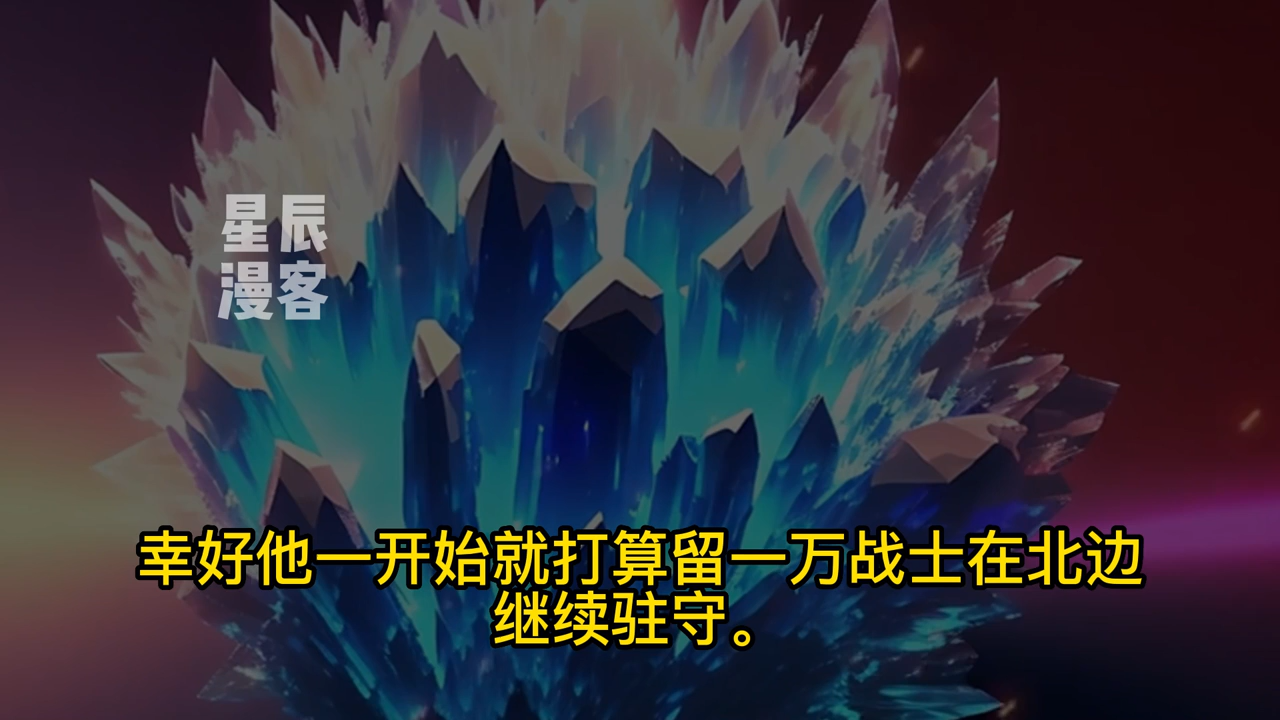 星辰
漫客
幸好他一开始就打算留一万战士在北边
继续驻守。